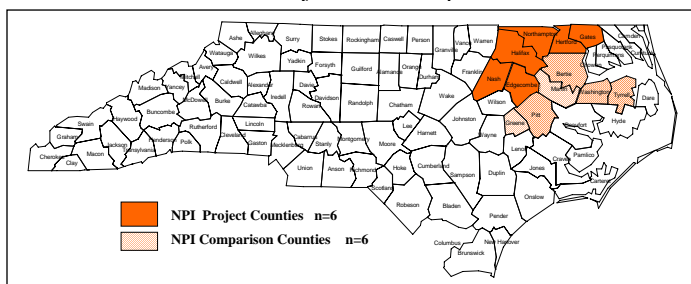 Ashe
Alleghany
Surry
Stokes
Rockingham
Caswell
Person
Granville
Vance
Warren
Northampton
Hertford
Gates
Camden
Pasquotank
Perquimans
Watauga
Wilkes
Yadkin
Forsyth
Guilford
Alamance
Orange
Durham
Franklin
Halifax
Bertie
Avery
Mitchell
Madison
Yancey
Caldwell
Alexander
Davie
Iredell
Davidson
Randolph
Chatham
Wake
Nash
Edgecombe
Martin
Washington
Tyrrell
Dare
McDowell
Burke
Catawba
Rowan
Wilson
Pitt
Beaufort
Hyde
Buncombe
Haywood
Swain
Graham
Rutherford
Lincoln
Cleveland
Gaston
Mecklenburg
Cabarrus
Stanly
Montgomery
Moore
Lee
Harnett
Johnston
Wayne
Greene
Lenoir
Craven
Pamlico
Cherokee
Clay
Macon
Jackson
Transylvania
Henderson
Polk
Union
Anson
Richmond
Hoke
Cumberland
Sampson
Duplin
Jones
Carteret
Scotland
Robeson
Bladen
Pender
Onslow
Columbus
Brunswick
New Hanover
NPI Project Counties n=6
NPI Comparison Counties n=6